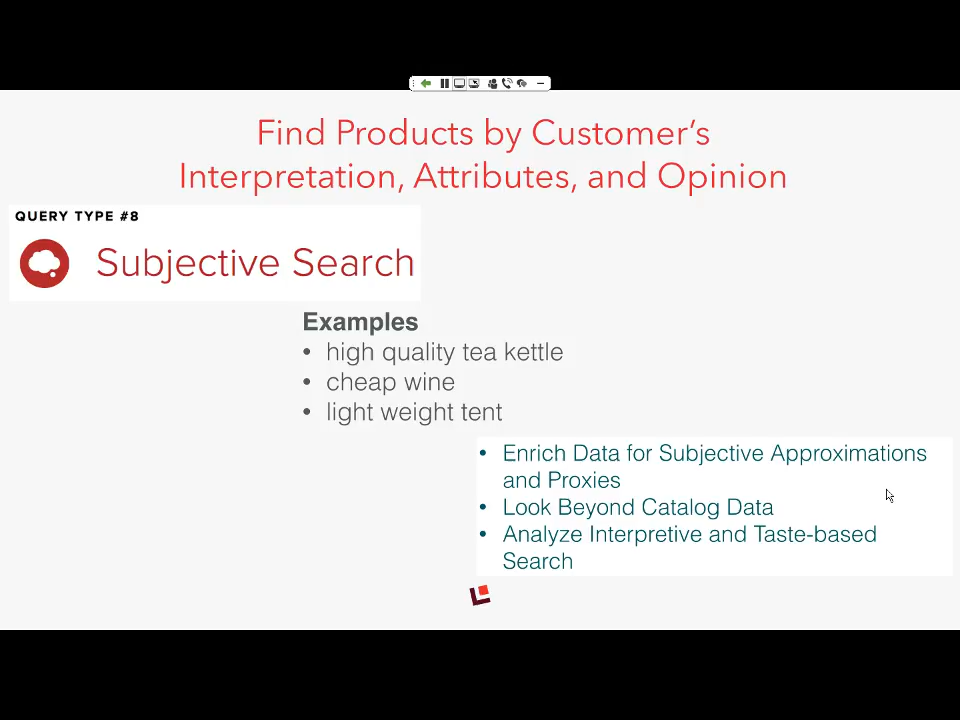 Find Products by Customer’s
Interpretation, Attributes, and Opinion
QUERY TYPE #8
Subjective Search
Examples
• high quality tea kettle
• cheap wine
• light weight tent
• Enrich Data for Subjective Approximations
and Proxies
• Look Beyond Catalog Data
• Analyze Interpretive and Taste-based
Search